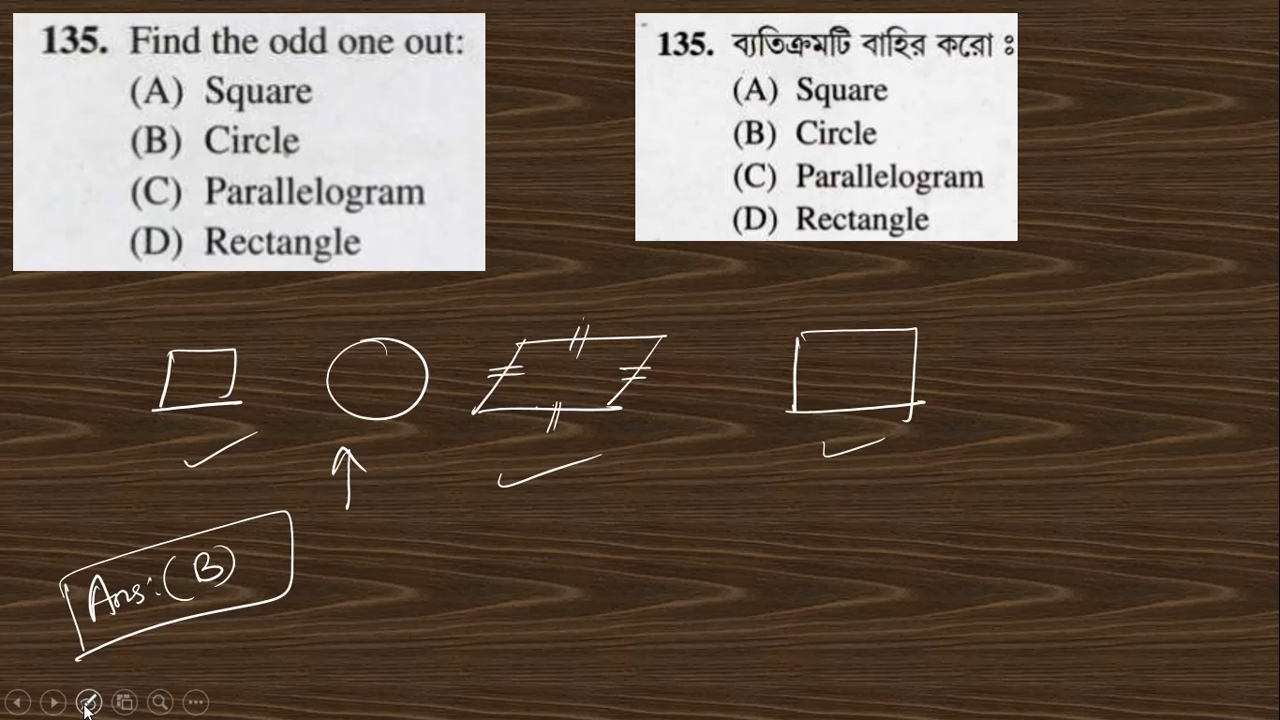 135. Find the odd one out:
(A) Square
(B) Circle
(C) Parallelogram
(D) Rectangle
135. ব্যতিক্রমটি বাহির করো ঃ
(A) Square
(B) Circle
(C) Parallelogram
(D) Rectangle
Ans: (B)